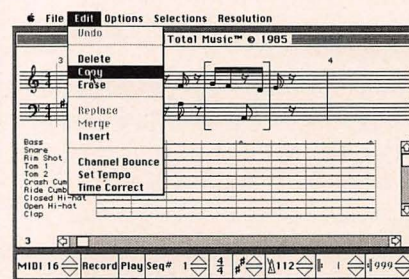 File Edit Options Selections Resolution
Total Music™ © 1985
Undo
Delete
Copy
Erase
Replace
Merge
Insert
Channel Bounce
Set Tempo
Time Correct
3
4
Bass
Snare
Rim Shot
Tom 1
Tom 2
Crash Cym
Ride Cymb
Closed Hi-hat
Open Hi-hat
Clap
3
MIDI 16 Record Play Seq# 1 4 4 112 1 999